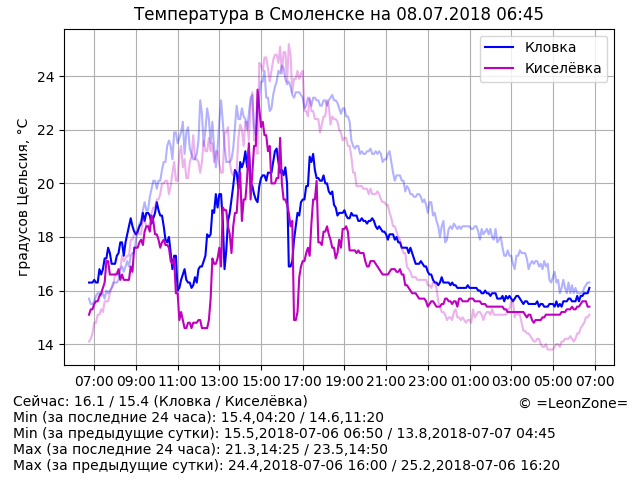 Температура в Смоленске на 08.07.2018 06:45
Кловка
Киселёвка
градусов Цельсия, °C
24
22
20
18
16
14
07:00 09:00 11:00 13:00 15:00 17:00 19:00 21:00 23:00 01:00 03:00 05:00 07:00
Сейчас: 16.1 / 15.4 (Кловка / Киселёвка)
© =LeonZone=
Min (за последние 24 часа): 15.4,04:20 / 14.6,11:20
Min (за предыдущие сутки): 15.5,2018-07-06 06:50 / 13.8,2018-07-07 04:45
Max (за последние 24 часа): 21.3,14:25 / 23.5,14:50
Max (за предыдущие сутки): 24.4,2018-07-06 16:00 / 25.2,2018-07-06 16:20